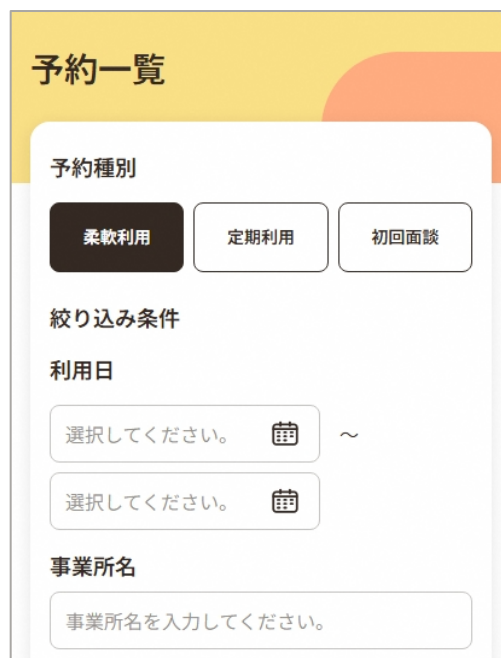 予約一覧
予約種別
柔軟利用 定期利用 初回面談
絞り込み条件
利用日
選択してください。 ～
選択してください。
事業所名
事業所名を入力してください。